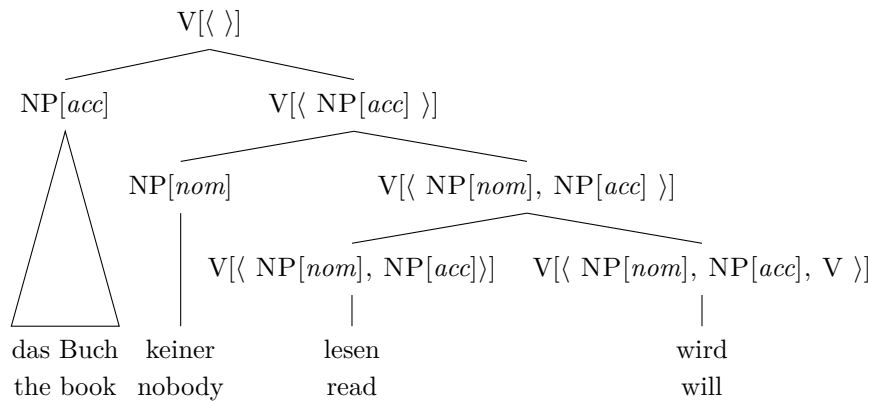 V[⟨ ⟩]
NP[acc] V[⟨ NP[acc] ⟩]
NP[nom] V[⟨ NP[nom], NP[acc] ⟩]
V[⟨ NP[nom], NP[acc]⟩] V[⟨ NP[nom], NP[acc], V ⟩]
das Buch keiner lesen wird
the book nobody read will